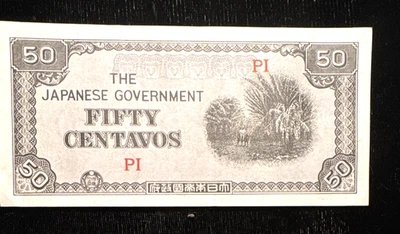 50
50
PI
THE
JAPANESE GOVERNMENT
FIFTY
CENTAVOS
PI
50
50
府政國帝本日大